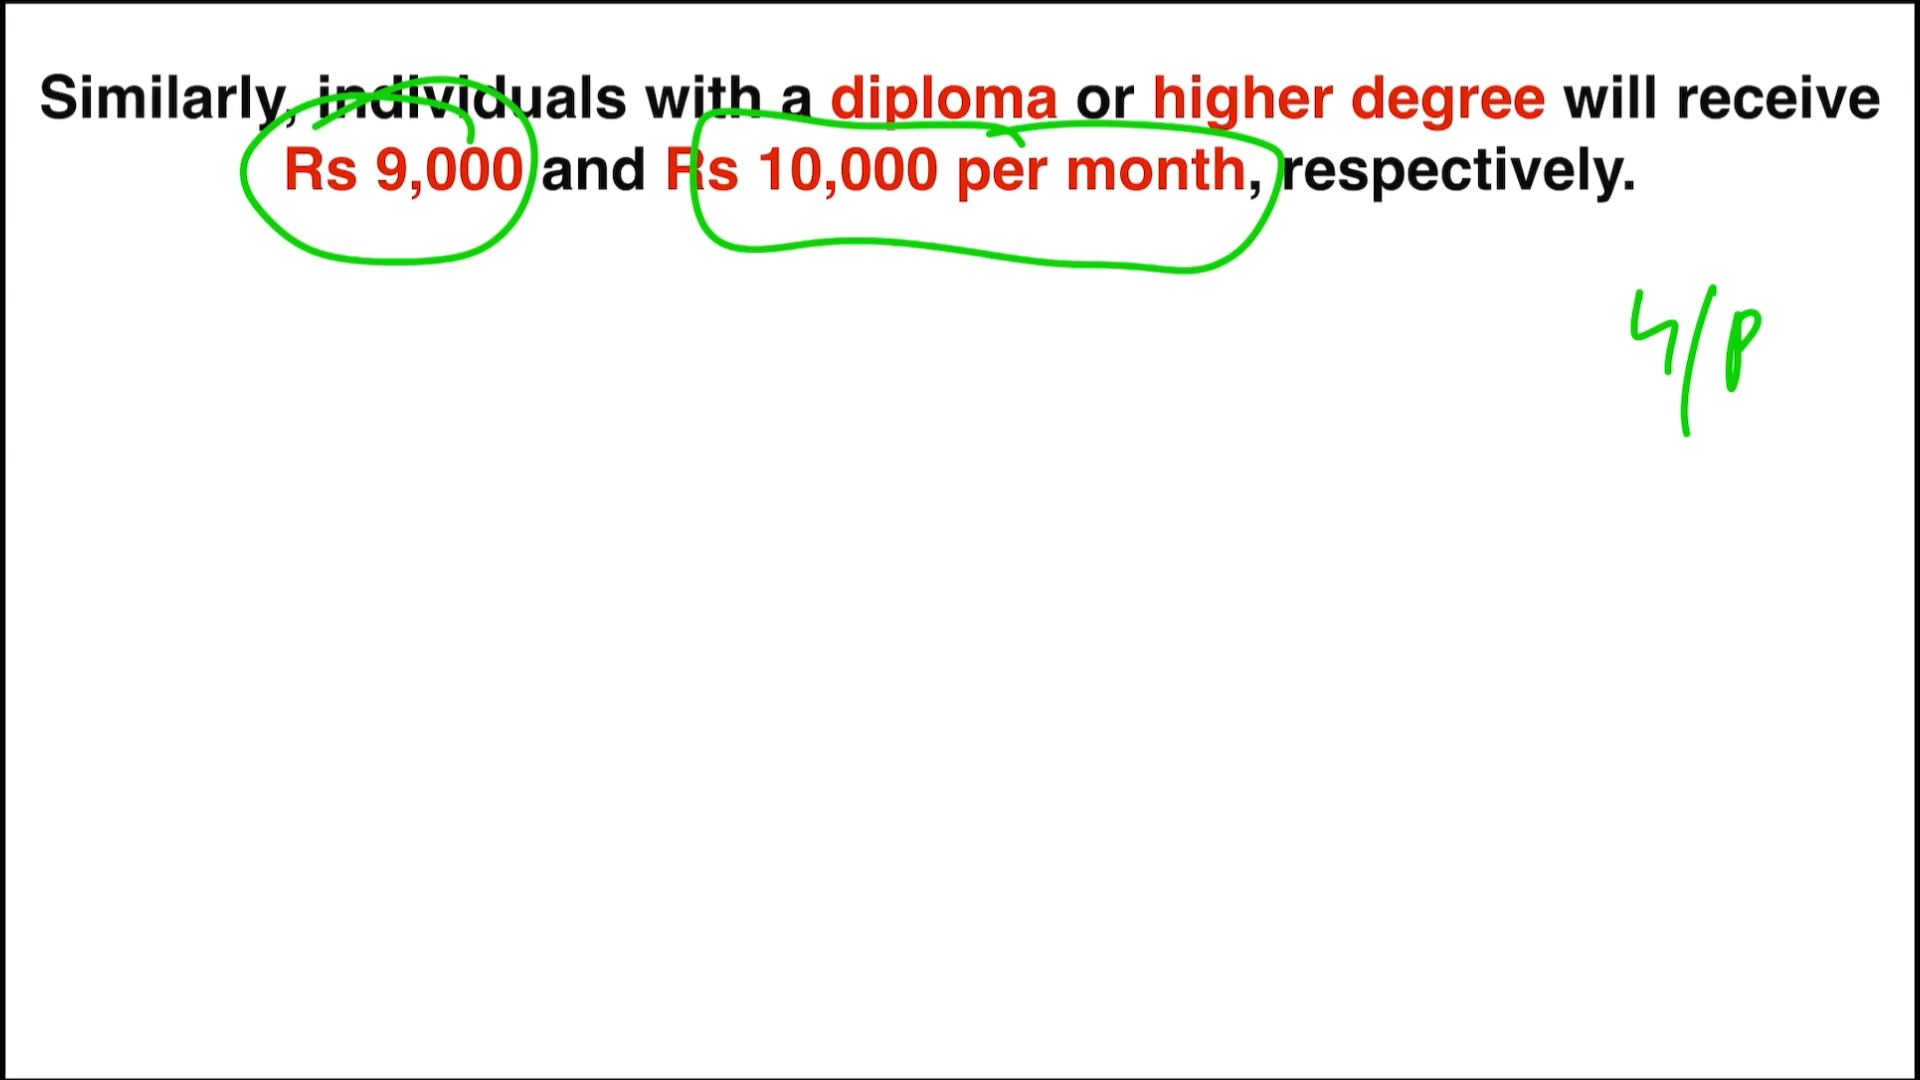 Similarly, individuals with a diploma or higher degree will receive
Rs 9,000 and Rs 10,000 per month, respectively.